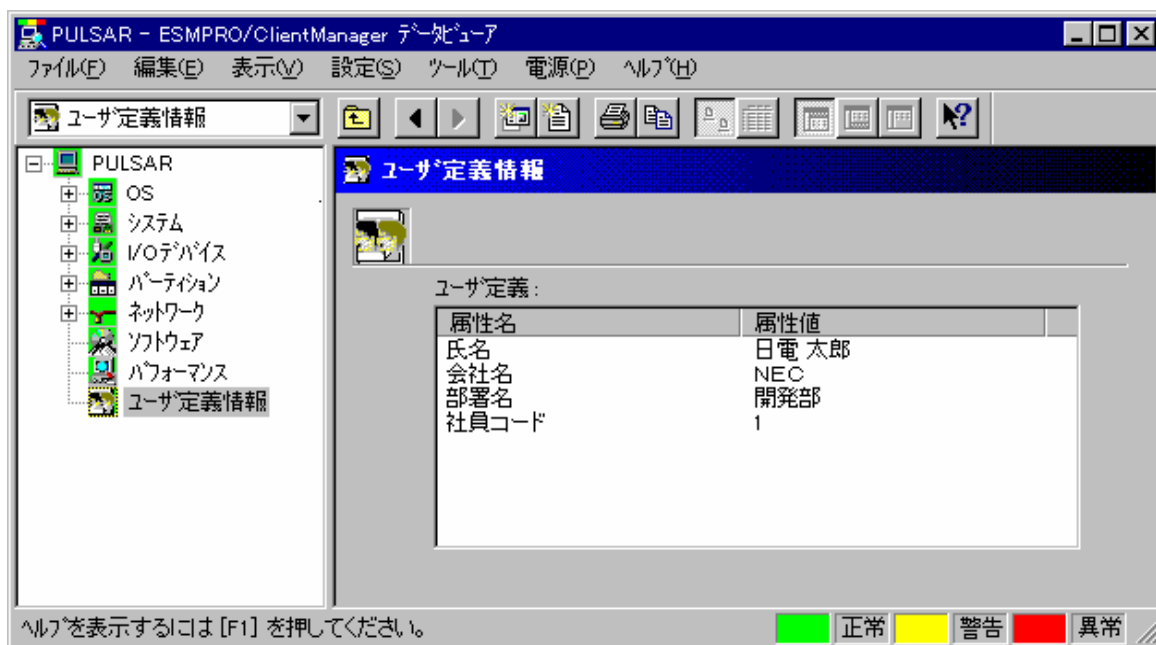 PULSAR - ESMPRO/ClientManager データビューア
ファイル(F) 編集(E) 表示(V) 設定(S) ツール(T) 電源(P) ヘルプ(H)
ユーザ定義情報
PULSAR
OS
システム
I/Oデバイス
パーティション
ネットワーク
ソフトウェア
パフォーマンス
ユーザ定義情報
ユーザ定義情報
ユーザ定義:
属性名 属性値
氏名 日電 太郎
会社名 NEC
部署名 開発部
社員コード 1
ヘルプを表示するには [F1] を押してください。
正常 警告 異常